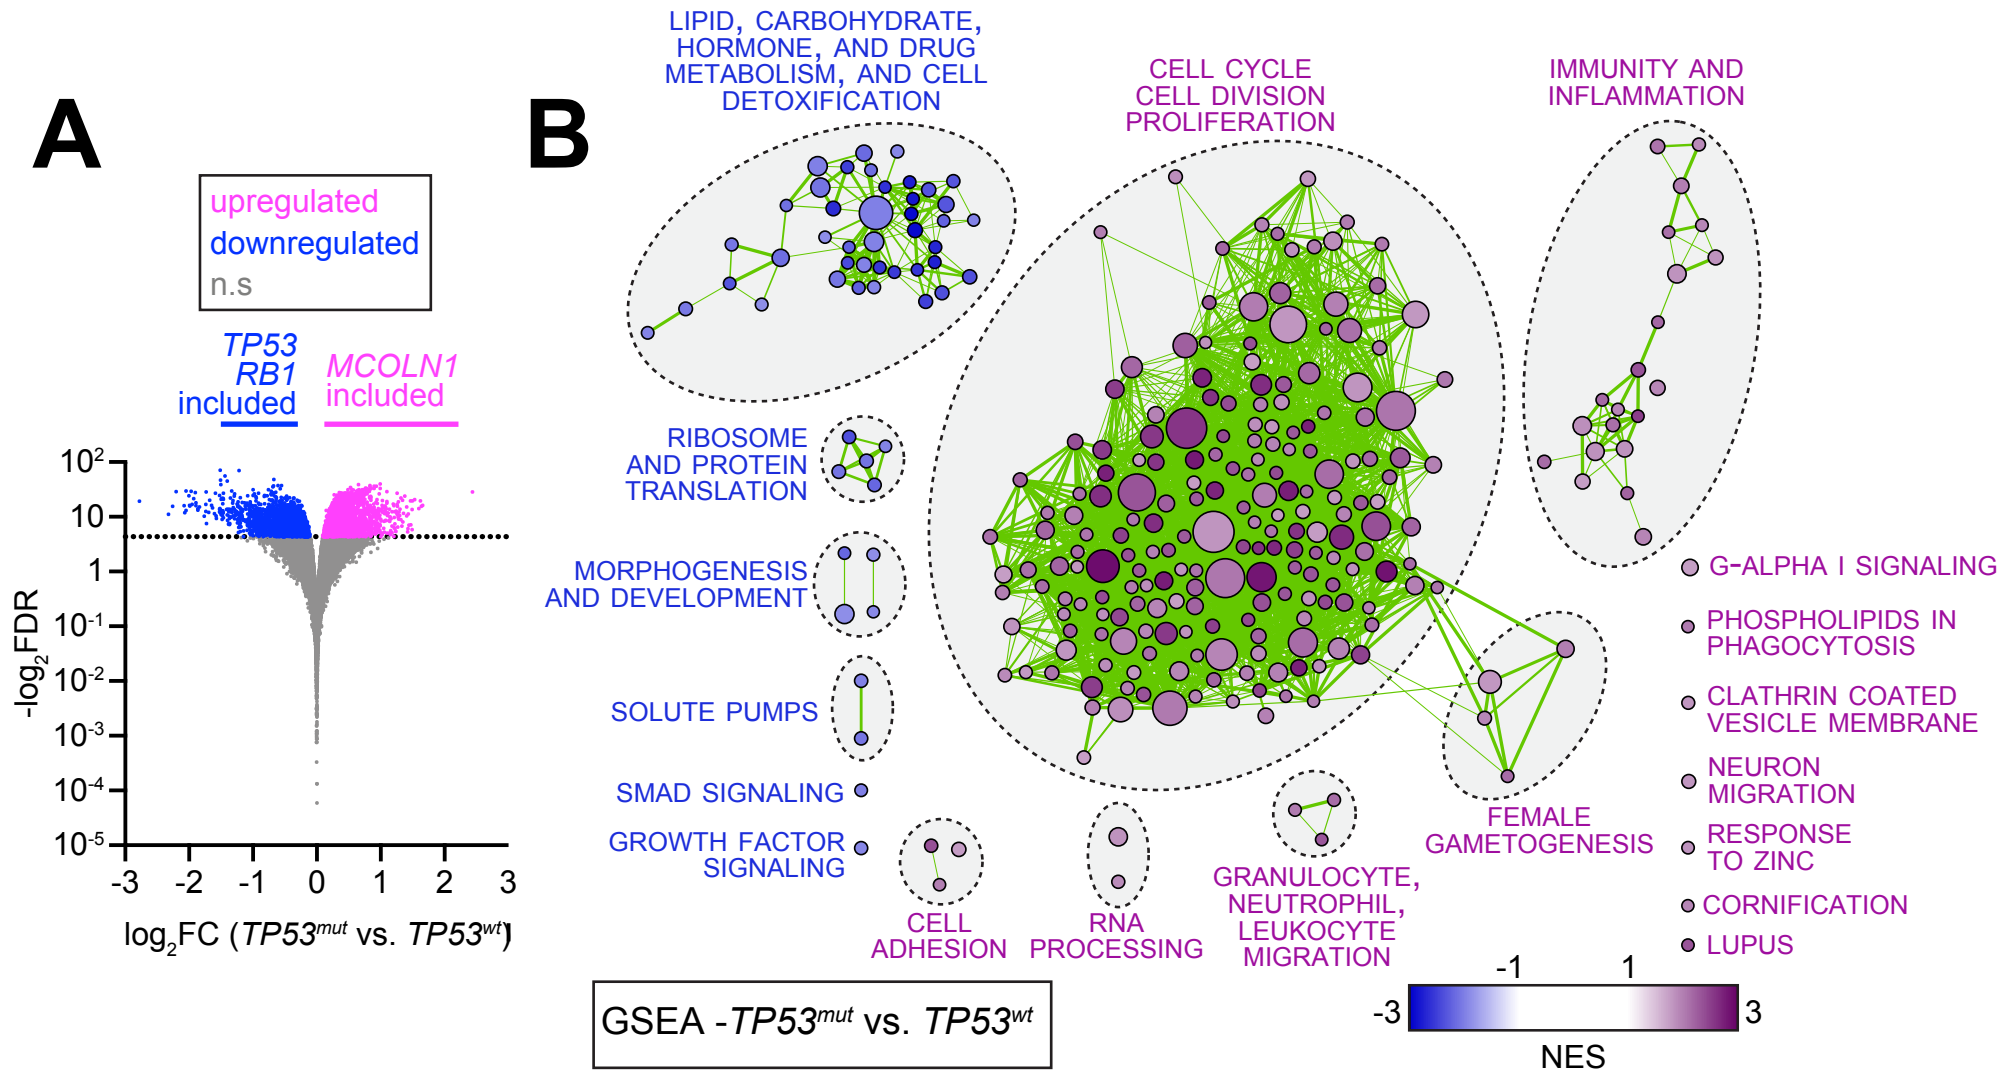 A
upregulated
downregulated
n.s
TP53
RB1
included
MCOLN1
included
10²
10
1
10⁻¹
10⁻²
10⁻³
10⁻⁴
10⁻⁵
-log₂FDR
-3 -2 -1 0 1 2 3
log₂FC (TP53ᵐᵘᵗ vs. TP53ʷᵗ)
B
LIPID, CARBOHYDRATE,
HORMONE, AND DRUG
METABOLISM, AND CELL
DETOXIFICATION
CELL CYCLE
CELL DIVISION
PROLIFERATION
IMMUNITY AND
INFLAMMATION
RIBOSOME
AND PROTEIN
TRANSLATION
MORPHOGENESIS
AND DEVELOPMENT
SOLUTE PUMPS
SMAD SIGNALING
GROWTH FACTOR
SIGNALING
CELL
ADHESION
RNA
PROCESSING
GRANULOCYTE,
NEUTROPHIL,
LEUKOCYTE
MIGRATION
FEMALE
GAMETOGENESIS
G-ALPHA I SIGNALING
PHOSPHOLIPIDS IN
PHAGOCYTOSIS
CLATHRIN COATED
VESICLE MEMBRANE
NEURON
MIGRATION
RESPONSE
TO ZINC
CORNIFICATION
LUPUS
GSEA -TP53ᵐᵘᵗ vs. TP53ʷᵗ
-1 1
-3 3
NES